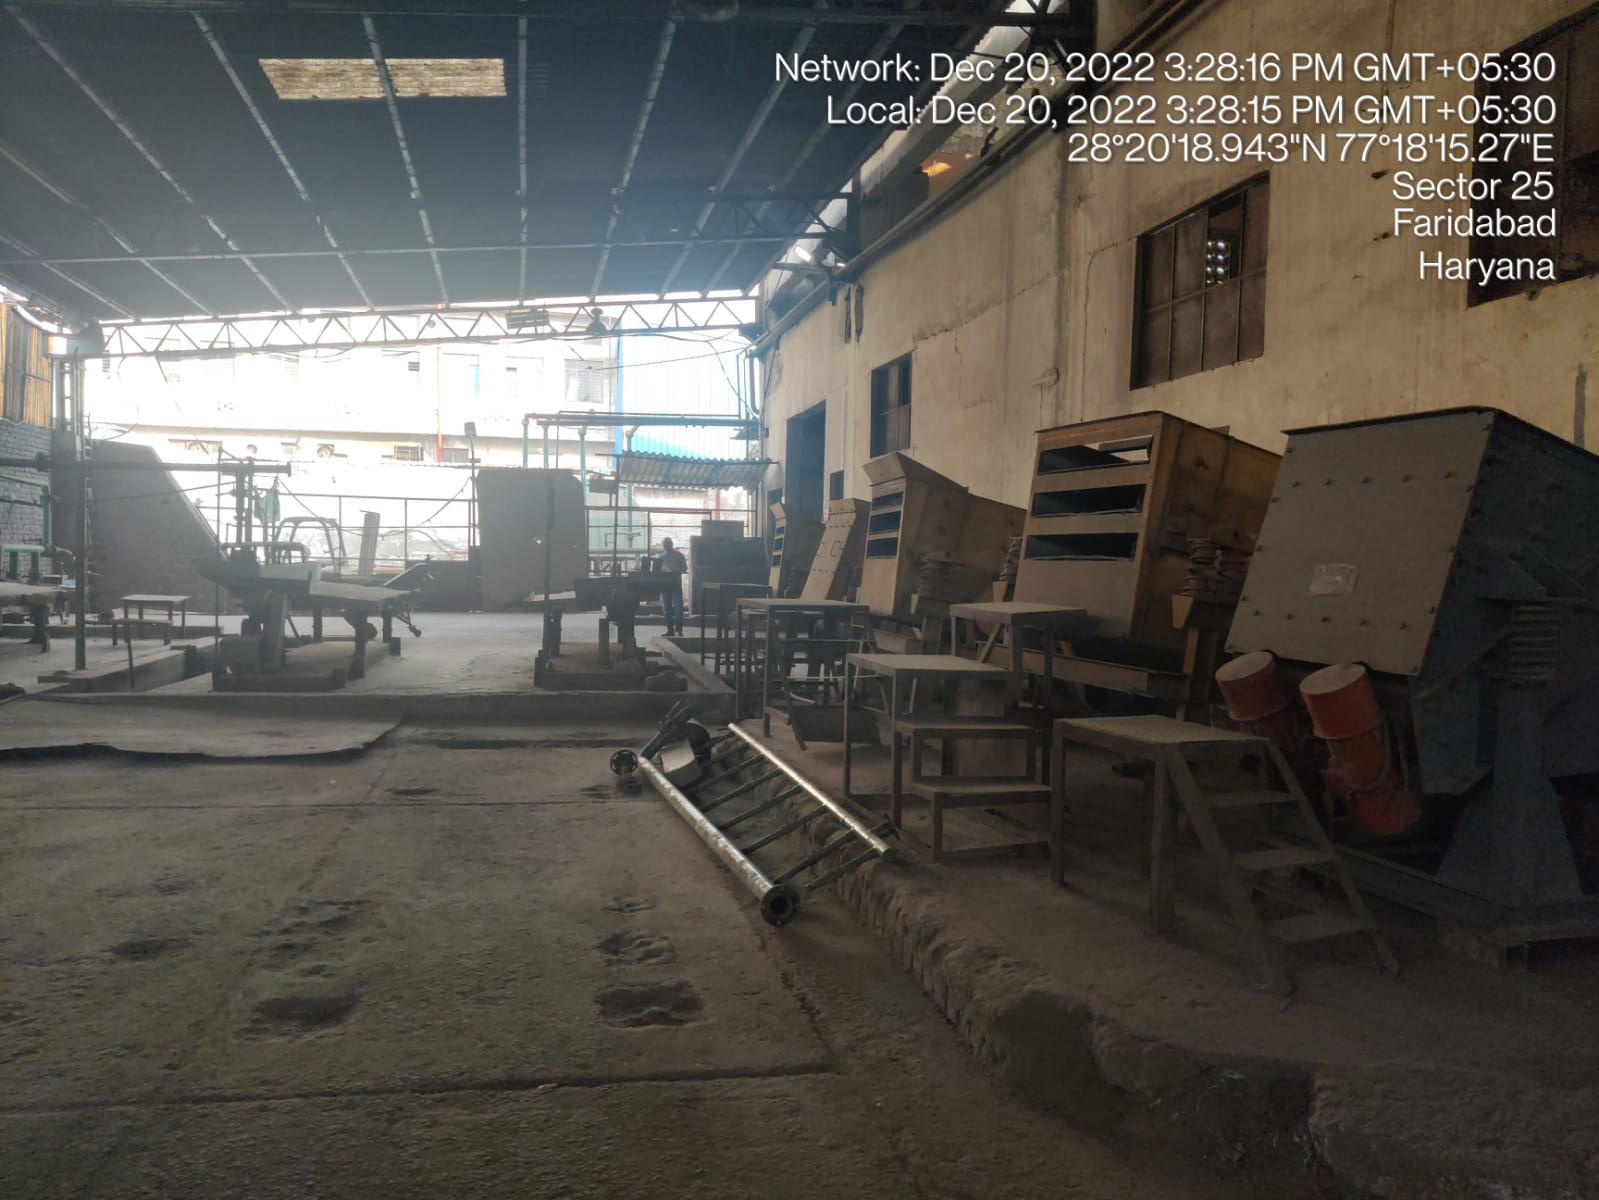 Network: Dec 20, 2022 3:28:16 PM GMT+05:30
Local: Dec 20, 2022 3:28:15 PM GMT+05:30
28°20'18.943"N 77°18'15.27"E
Sector 25
Faridabad
Haryana